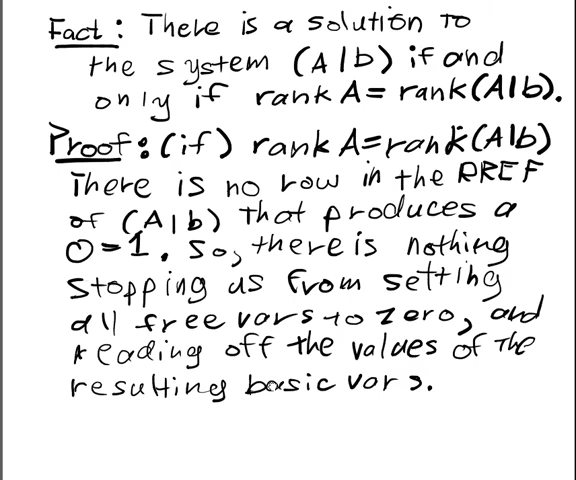 Fact: There is a solution to
the system (A|b) if and
only if rank A = rank(A|b).
Proof: (if) rank A = rank(A|b)
There is no row in the RREF
of (A|b) that produces a
0=1. So, there is nothing
stopping us from setting
all free vars to zero, and
reading off the values of the
resulting basic vars.